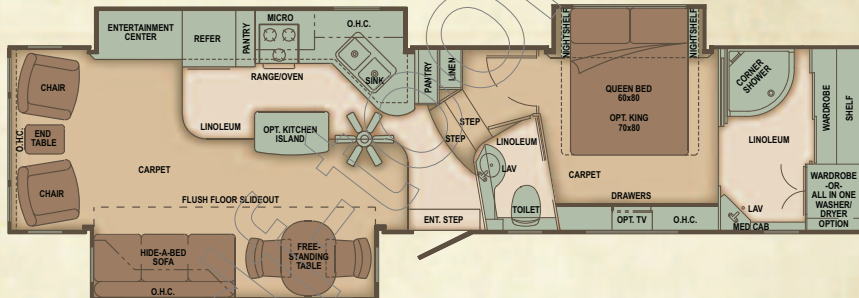 ENTERTAINMENT
CENTER
REFER
PANTRY
MICRO
O.H.C.
RANGE/OVEN
SINK
PANTRY
LINEN
NIGHTSHELF
NIGHTSHELF
QUEEN BED
60x80
OPT. KING
70x80
CORNER
SHOWER
WARDROBE
SHELF
CHAIR
O.H.C.
END
TABLE
CHAIR
LINOLEUM
OPT. KITCHEN
ISLAND
STEP
STEP
LINOLEUM
LAV
TOILET
LINOLEUM
CARPET
CARPET
DRAWERS
WARDROBE
-OR-
ALL IN ONE
WASHER/
DRYER
OPTION
FLUSH FLOOR SLIDEOUT
ENT. STEP
OPT. TV
O.H.C.
LAV
MED CAB
HIDE-A-BED
SOFA
O.H.C.
FREE-
STANDING
TABLE